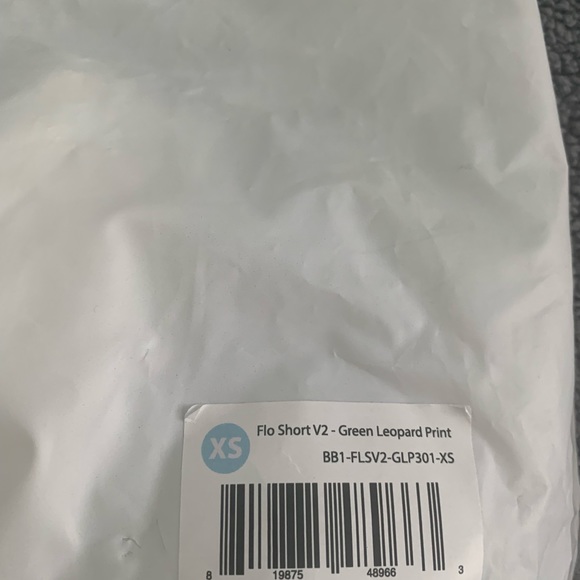 XS
Flo Short V2 - Green Leopard Print
BB1-FLSV2-GLP301-XS
8 19875 48966 3